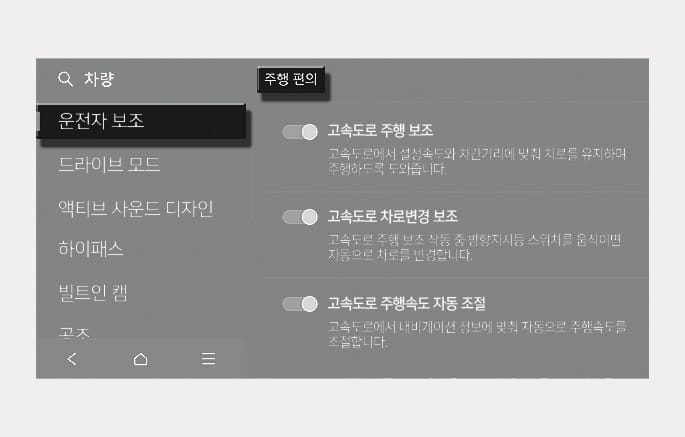 차량
주행 편의
운전자 보조
드라이브 모드
액티브 사운드 디자인
하이패스
빌트인 캠
공조
고속도로 주행 보조
고속도로에서 설정속도와 차간거리에 맞춰 차로를 유지하며
주행하도록 도와줍니다.
고속도로 차로변경 보조
고속도로 주행 보조 작동 중 방향지시등 스위치를 움직이면
자동으로 차로를 변경합니다.
고속도로 주행속도 자동 조절
고속도로에서 내비게이션 정보에 맞춰 자동으로 주행속도를
조절합니다.